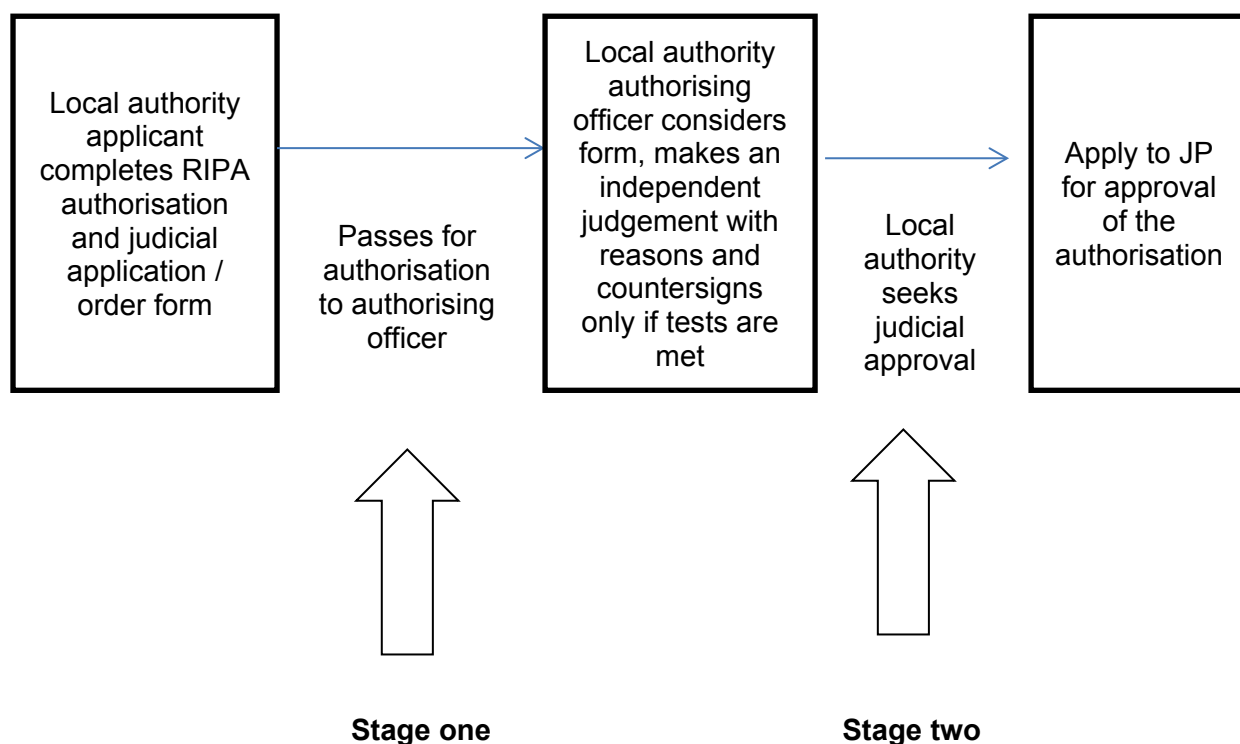 Local authority
applicant
completes RIPA
authorisation
and judicial
application /
order form
Passes for
authorisation
to authorising
officer
Local authority
authorising
officer considers
form, makes an
independent
judgement with
reasons and
countersigns
only if tests are
met
Local
authority
seeks
judicial
approval
Apply to JP
for approval
of the
authorisation
Stage one
Stage two